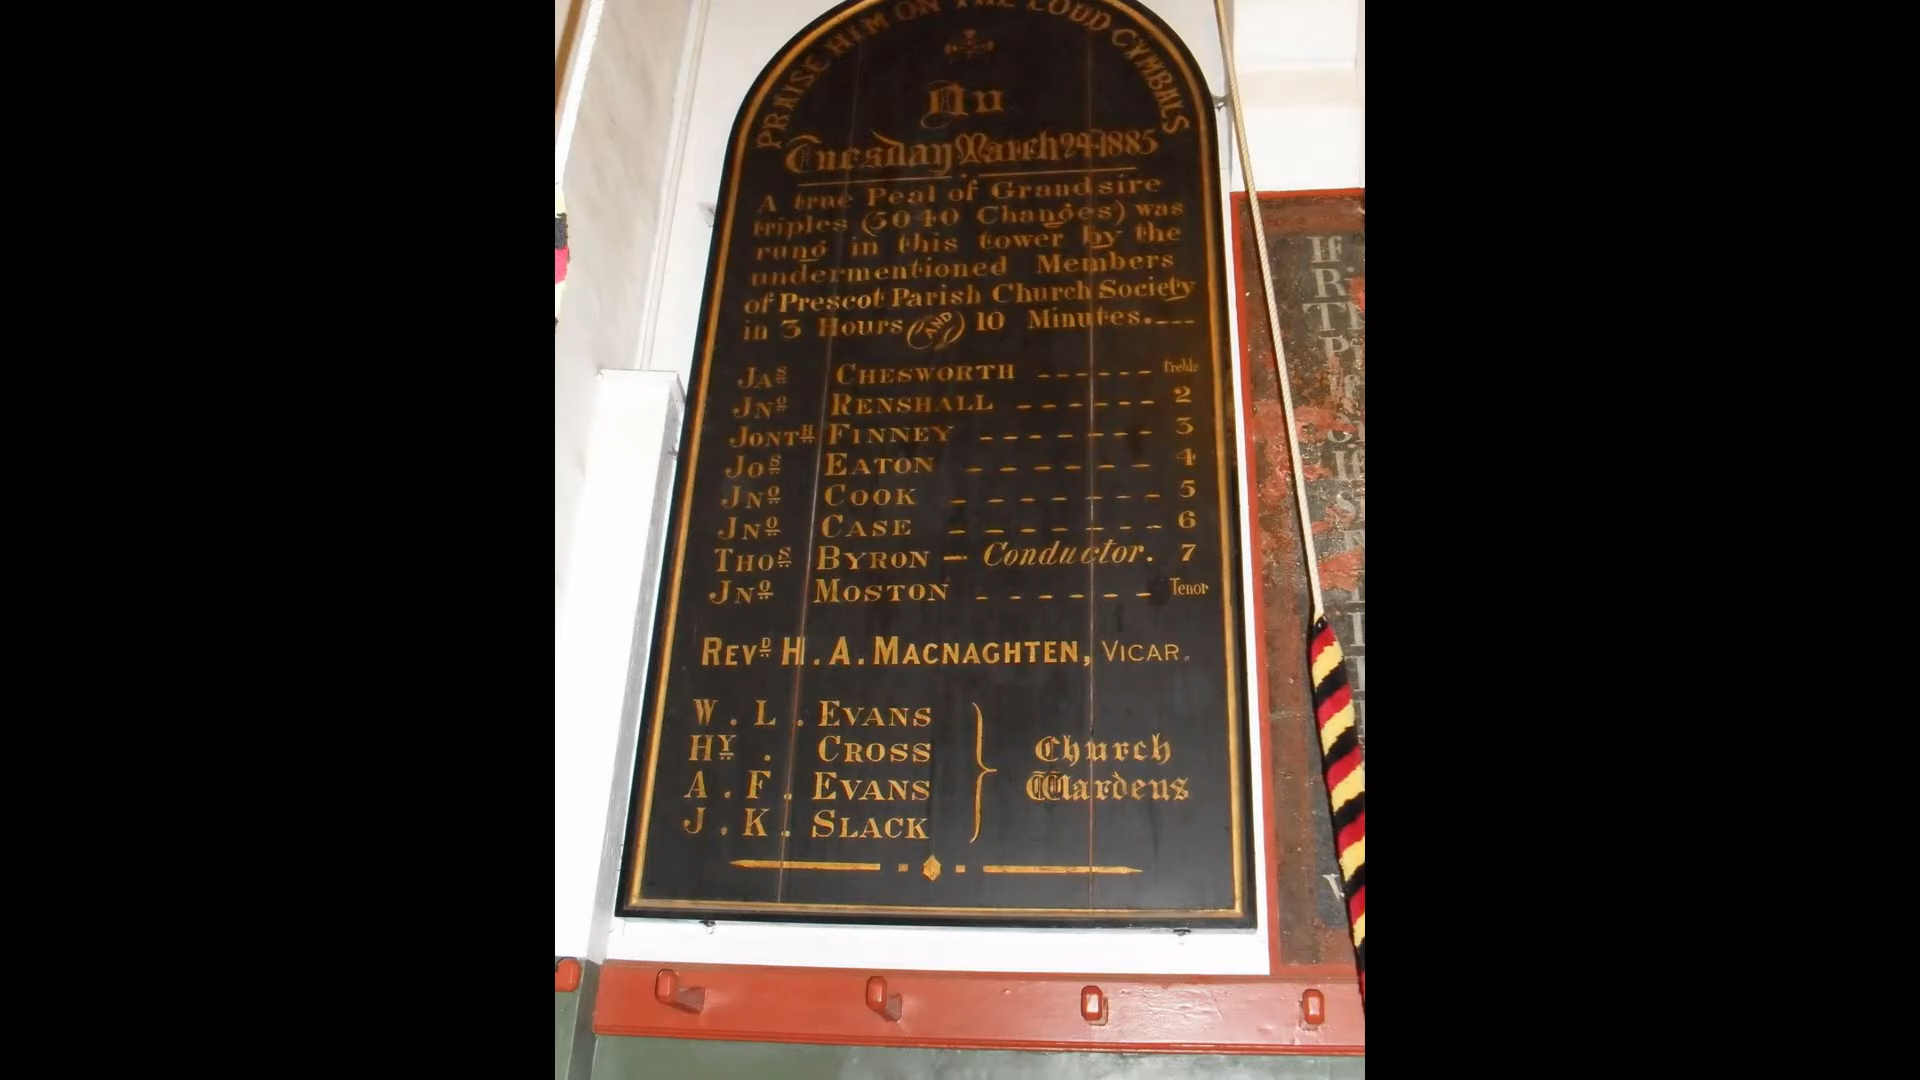 PRAISE HIM ON THE LOUD CYMBALS
On
Tuesday March 24th 1885
A true Peal of Grandsire
triples (5040 Changes) was
rung in this tower by the
undermentioned Members
of Prescot Parish Church Society
in 3 Hours AND 10 Minutes.---
Jas Chesworth ------ Treble
Jno Renshall ------ 2
Jonth Finney ------- 3
Jos Eaton ------- 4
Jno Cook ------- 5
Jno Case ------- 6
Thos Byron – Conductor. 7
Jno Moston ------ Tenor
Revd H. A. Macnaghten, Vicar.
W. L. Evans
Hy. Cross
A. F. Evans
J. K. Slack
Church
Wardens
If